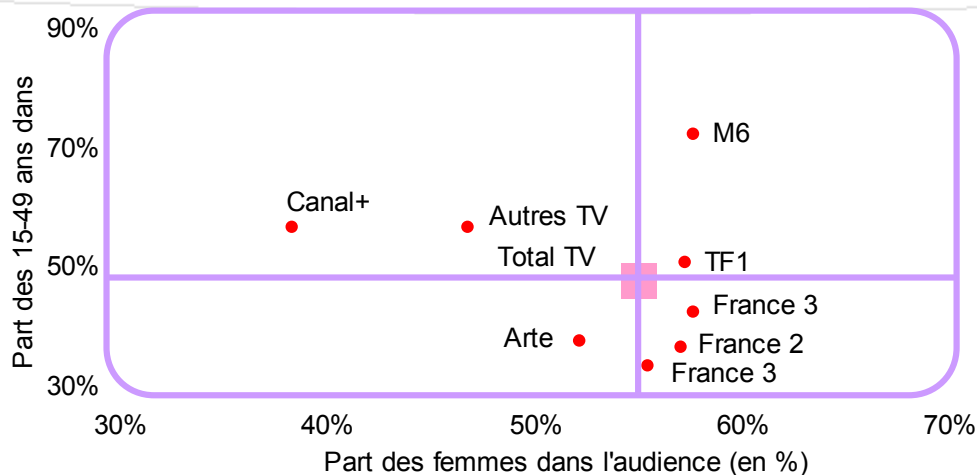 90%
70%
50%
30%
Part des 15-49 ans dans
M6
Canal+
Autres TV
Total TV
TF1
France 3
Arte
France 2
France 3
30%
40%
50%
60%
70%
Part des femmes dans l'audience (en %)